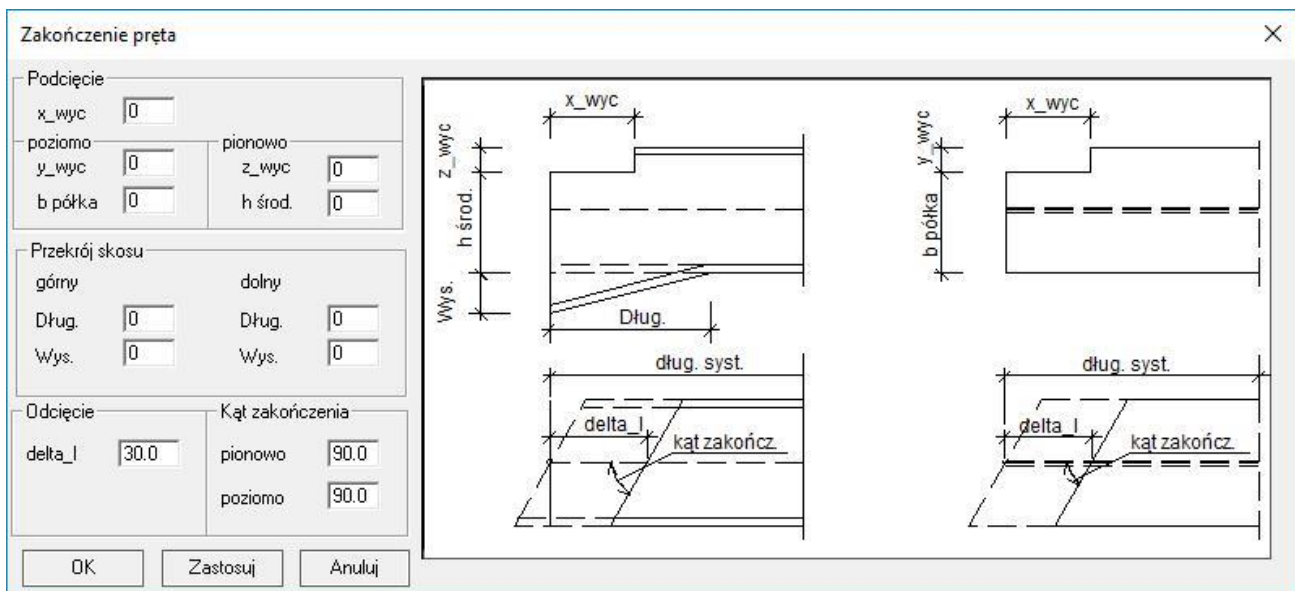 Zakończenie pręta
Podcięcie
x_wyc 0
poziomo
y_wyc 0
b półka 0
pionowo
z_wyc 0
h środ. 0
Przekrój skosu
górny
Dług. 0
Wys. 0
dolny
Dług. 0
Wys. 0
Odcięcie
delta_l 30.0
Kąt zakończenia
pionowo 90.0
poziomo 90.0
OK
Zastosuj
Anuluj
x_wyc
z_wyc
h środ.
Wys.
Dług.
x_wyc
y_wyc
b półka
dług. syst.
delta_l
kąt zakończ.
dług. syst.
delta_l
kąt zakończ.